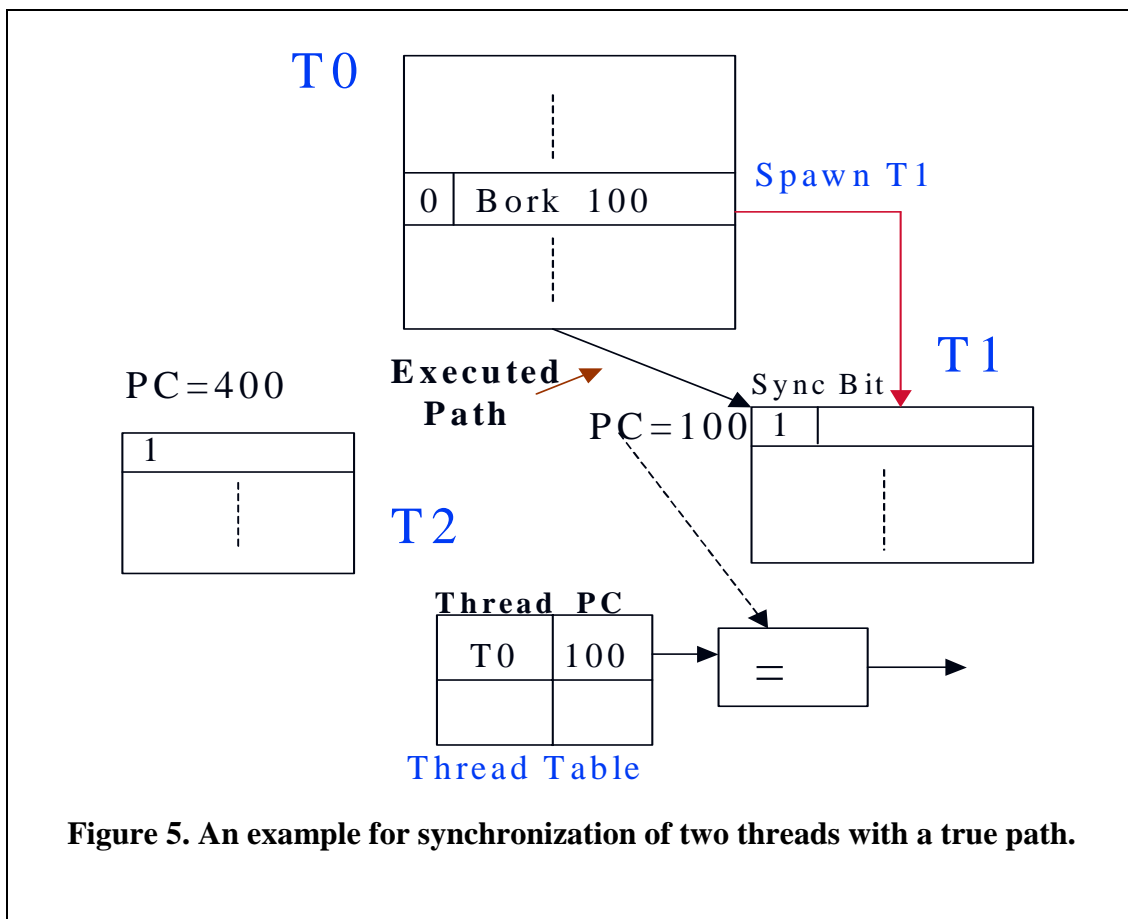 T0
Spawn T1
0 Bork 100
T1
Executed
Path
Sync Bit
PC=400
PC=100
1
1
T2
Thread PC
T0 100
=
Thread Table
Figure 5. An example for synchronization of two threads with a true path.